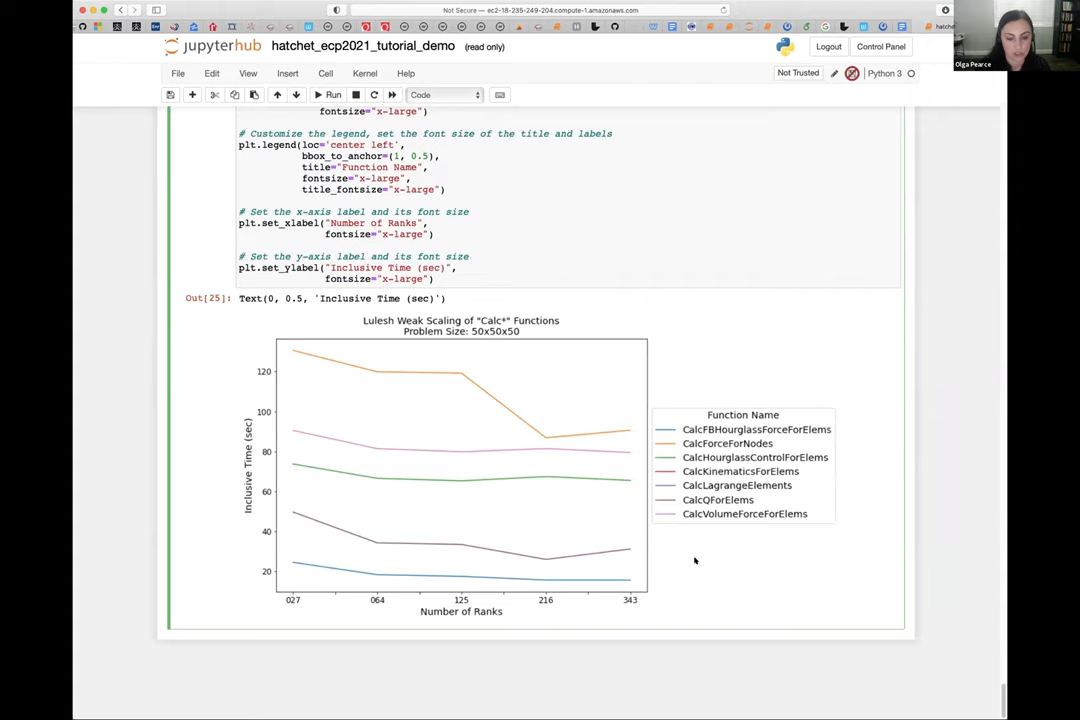 Not Secure — ec2-18-235-249-204.compute-1.amazonaws.com
hatchet
jupyterhub hatchet_ecp2021_tutorial_demo (read only)
Logout Control Panel
Olga Pearce
File Edit View Insert Cell Kernel Help
Not Trusted Python 3
Run Code
fontsize="x-large")
# Customize the legend, set the font size of the title and labels
plt.legend(loc='center left',
bbox_to_anchor=(1, 0.5),
title="Function Name",
fontsize="x-large",
title_fontsize="x-large")
# Set the x-axis label and its font size
plt.set_xlabel("Number of Ranks",
fontsize="x-large")
# Set the y-axis label and its font size
plt.set_ylabel("Inclusive Time (sec)",
fontsize="x-large")
Out[25]: Text(0, 0.5, 'Inclusive Time (sec)')
Lulesh Weak Scaling of "Calc*" Functions
Problem Size: 50x50x50
120
100
80
60
40
20
Inclusive Time (sec)
027 064 125 216 343
Number of Ranks
Function Name
CalcFBHourglassForceForElems
CalcForceForNodes
CalcHourglassControlForElems
CalcKinematicsForElems
CalcLagrangeElements
CalcQForElems
CalcVolumeForceForElems